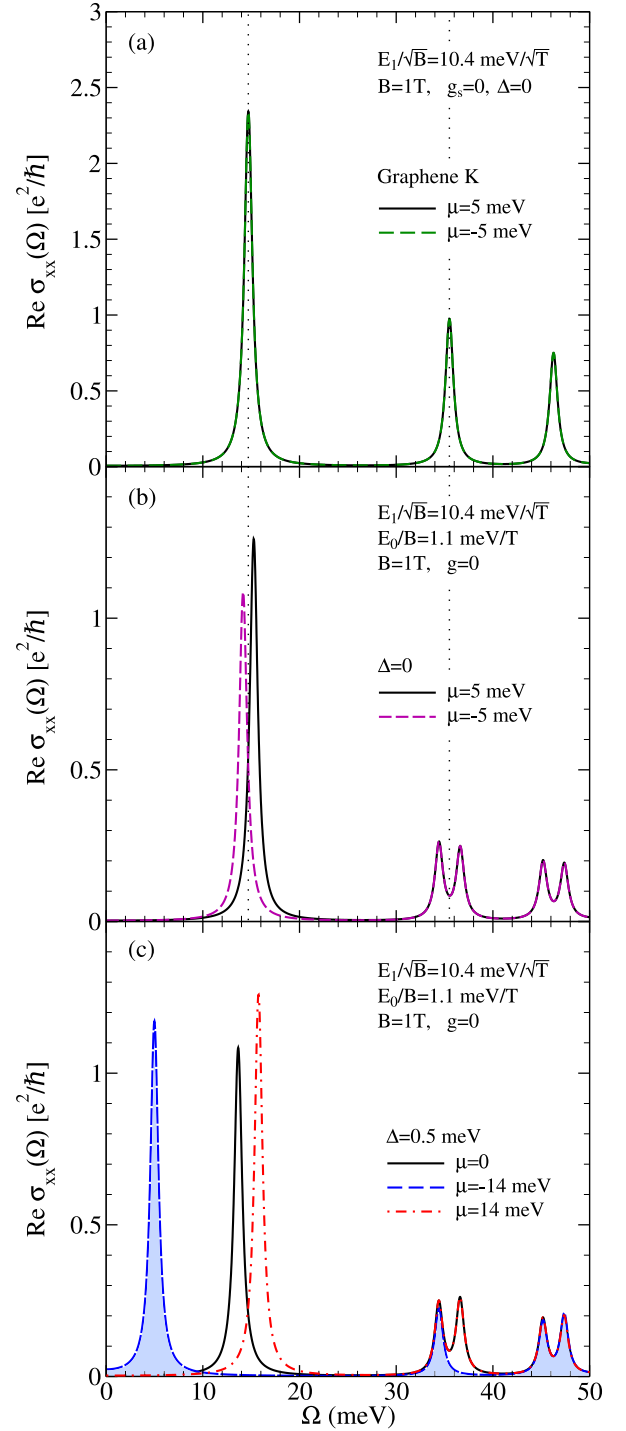 (a)
E₁/√B=10.4 meV/√T
B=1T, gₛ=0, Δ=0
Graphene K
μ=5 meV
μ=-5 meV
Re σₓₓ(Ω) [e²/ħ]
3
2.5
2
1.5
1
0.5
0
(b)
E₁/√B=10.4 meV/√T
E₀/B=1.1 meV/T
B=1T, g=0
Δ=0
μ=5 meV
μ=-5 meV
Re σₓₓ(Ω) [e²/ħ]
1
0.5
0
(c)
E₁/√B=10.4 meV/√T
E₀/B=1.1 meV/T
B=1T, g=0
Δ=0.5 meV
μ=0
μ=-14 meV
μ=14 meV
Re σₓₓ(Ω) [e²/ħ]
1
0.5
0
0 10 20 30 40 50
Ω (meV)